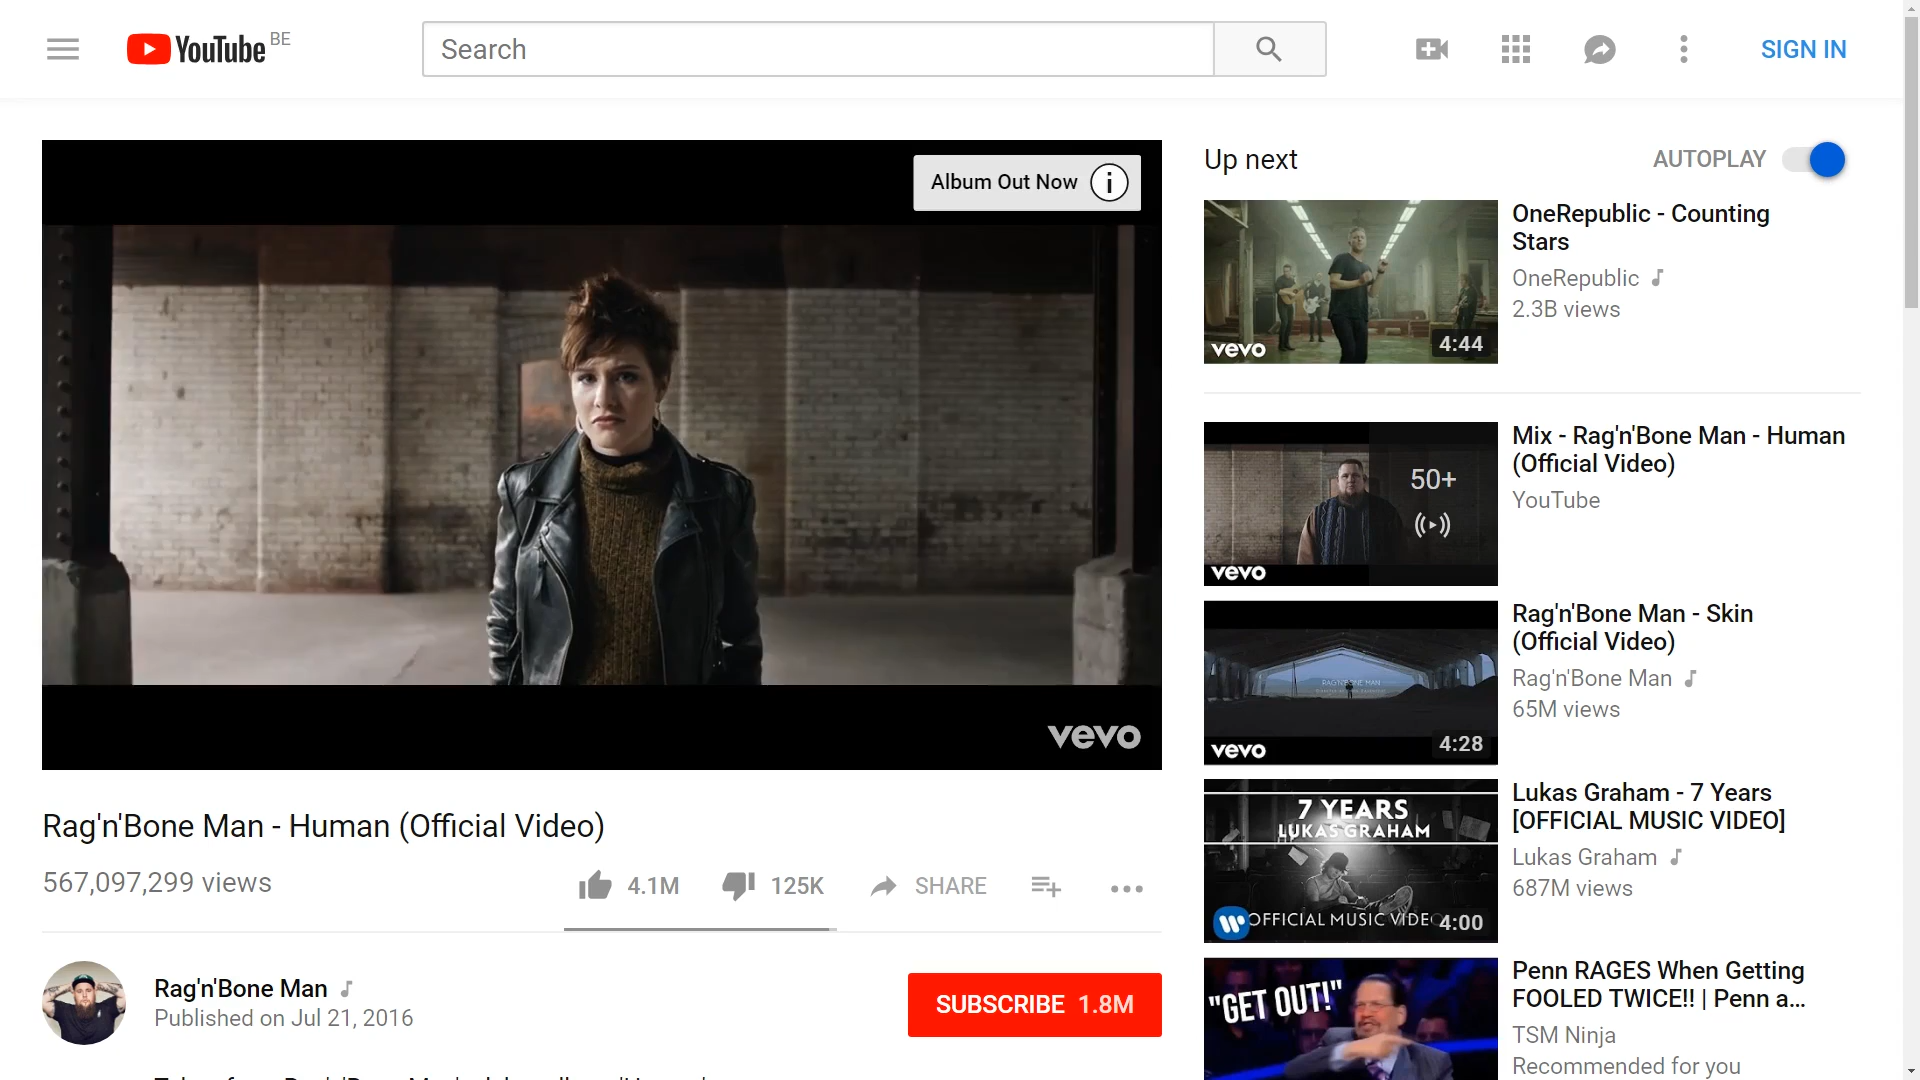 YouTube BE
Search
SIGN IN
Album Out Now
vevo
Rag'n'Bone Man - Human (Official Video)
567,097,299 views
4.1M
125K
SHARE
Rag'n'Bone Man
Published on Jul 21, 2016
SUBSCRIBE 1.8M
Up next
AUTOPLAY
vevo
4:44
OneRepublic - Counting
Stars
OneRepublic
2.3B views
50+
vevo
Mix - Rag'n'Bone Man - Human
(Official Video)
YouTube
RAG'N'BONE MAN
vevo
4:28
Rag'n'Bone Man - Skin
(Official Video)
Rag'n'Bone Man
65M views
7 YEARS
LUKAS GRAHAM
OFFICIAL MUSIC VIDE
4:00
Lukas Graham - 7 Years
[OFFICIAL MUSIC VIDEO]
Lukas Graham
687M views
"GET OUT!"
Penn RAGES When Getting
FOOLED TWICE!! | Penn a...
TSM Ninja
Recommended for you